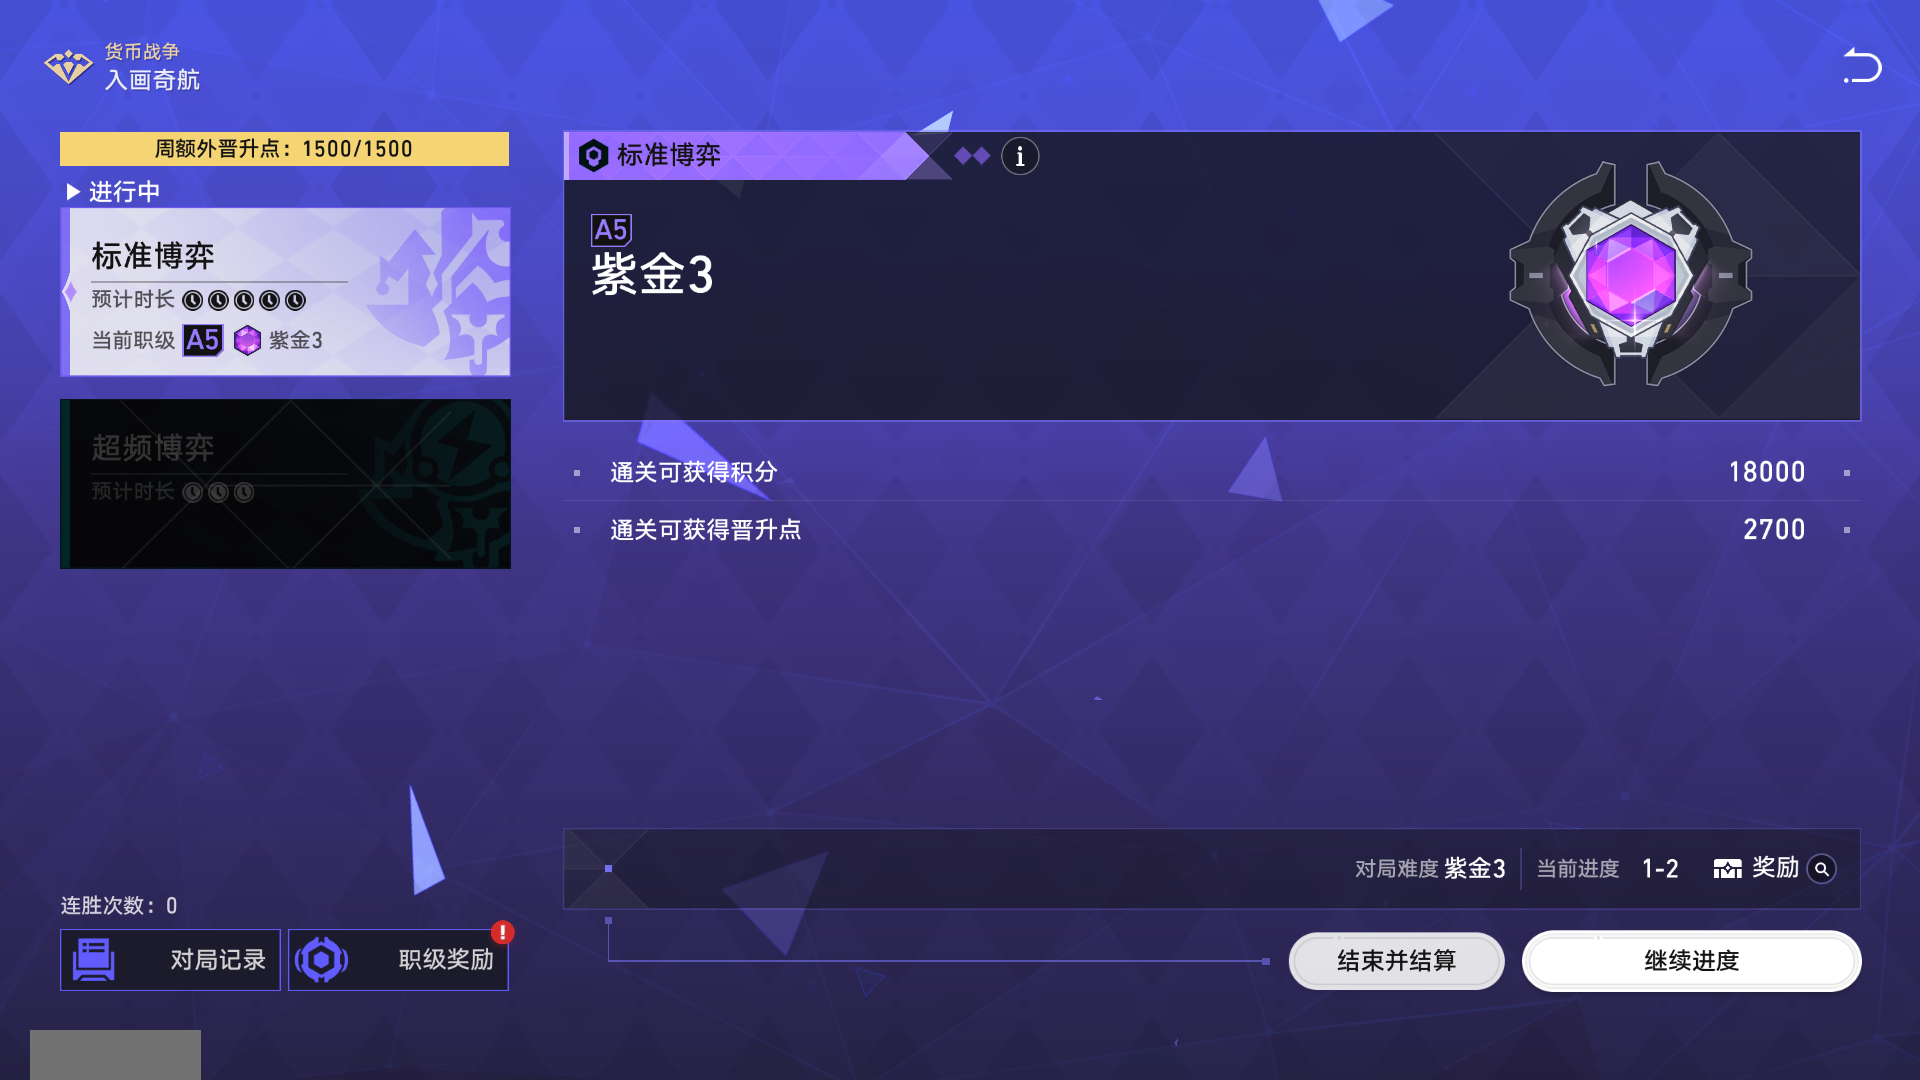 货币战争
入画奇航
周额外晋升点：1500/1500
进行中
标准博弈
预计时长
当前职级 A5 紫金3
超频博弈
预计时长
标准博弈
A5
紫金3
通关可获得积分 18000
通关可获得晋升点 2700
对局难度 紫金3 当前进度 1-2 奖励
连胜次数：0
对局记录
职级奖励
结束并结算
继续进度